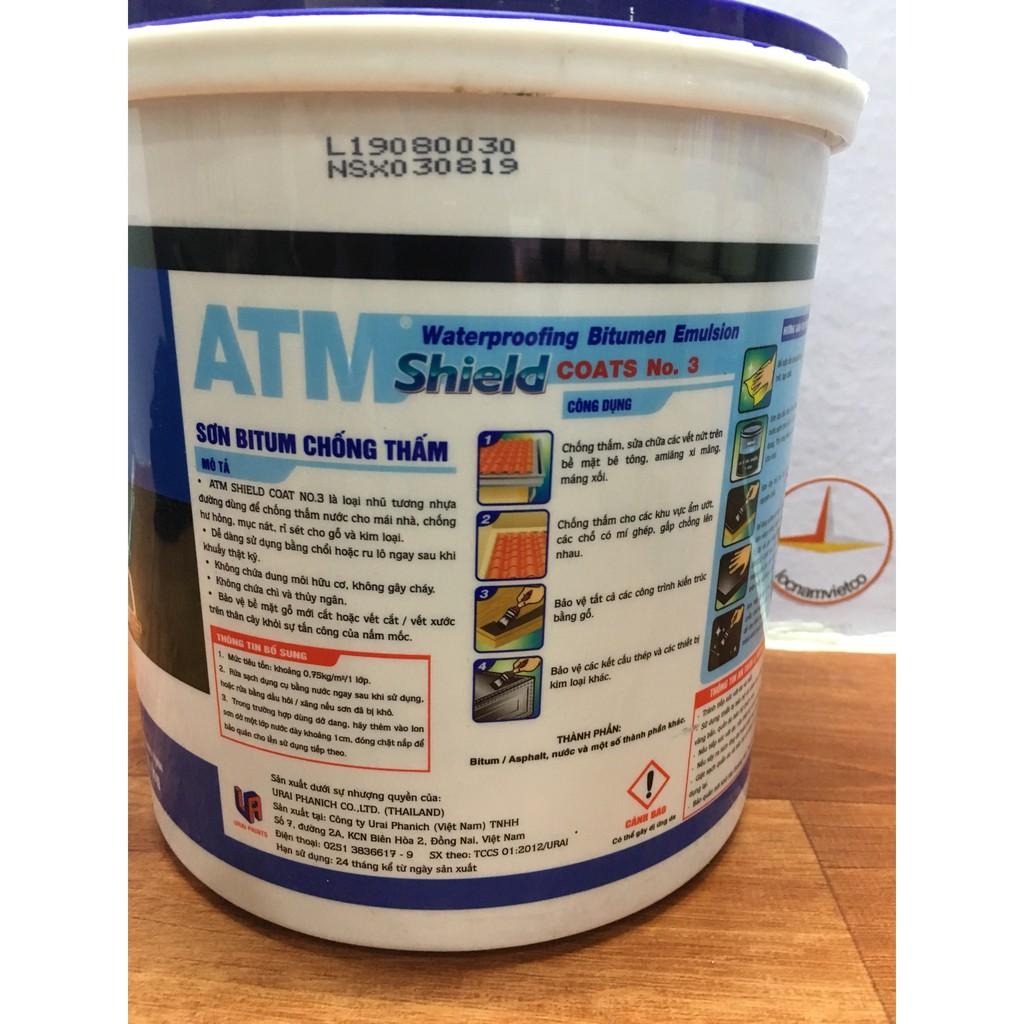 L19080030
NSX030819
ATM®
Waterproofing Bitumen Emulsion
Shield COATS No. 3
SƠN BITUM CHỐNG THẤM
MÔ TẢ
• ATM SHIELD COAT NO.3 là loại nhũ tương nhựa
đường dùng để chống thấm nước cho mái nhà, chống
hư hỏng, mục nát, rỉ sét cho gỗ và kim loại.
• Dễ dàng sử dụng bằng chổi hoặc ru lô ngay sau khi
khuấy thật kỹ.
• Không chứa dung môi hữu cơ, không gây cháy.
• Không chứa chì và thủy ngân.
• Bảo vệ bề mặt gỗ mới cắt hoặc vết cắt / vết xước
trên thân cây khỏi sự tấn công của nấm mốc.
THÔNG TIN BỔ SUNG
1. Mức tiêu tốn: khoảng 0,75kg/m²/1 lớp.
2. Rửa sạch dụng cụ bằng nước ngay sau khi sử dụng,
hoặc rửa bằng dầu hôi / xăng nếu sơn đã bị khô.
3. Trong trường hợp dùng dở dang, hãy thêm vào lon
sơn dở một lớp nước dày khoảng 1cm, đóng chặt nắp để
bảo quản cho lần sử dụng tiếp theo.
CÔNG DỤNG
1
Chống thấm, sửa chữa các vết nứt trên
bề mặt bê tông, amiăng xi măng,
máng xối.
2
Chống thấm cho các khu vực ẩm ướt,
các chỗ có mí ghép, gấp chồng lên
nhau.
3
Bảo vệ tất cả các công trình kiến trúc
bằng gỗ.
4
Bảo vệ các kết cấu thép và các thiết bị
kim loại khác.
THÀNH PHẦN:
Bitum / Asphalt, nước và một số thành phần khác.
URAI PAINTS
Sản xuất dưới sự nhượng quyền của:
URAI PHANICH CO.,LTD. (THAILAND)
Sản xuất tại: Công ty Urai Phanich (Việt Nam) TNHH
Số 7, đường 2A, KCN Biên Hòa 2, Đồng Nai, Việt Nam
Điện thoại: 0251 3836617 - 9 SX theo: TCCS 01:2012/URAI
Hạn sử dụng: 24 tháng kể từ ngày sản xuất
CẢNH BÁO
Có thể gây dị ứng da
THÔNG TIN AN TOÀN
locnamvietco